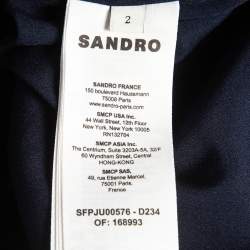 2
SANDRO
SANDRO FRANCE
150 boulevard Haussmann
75008 Paris
www.sandro-paris.com
SMCP USA Inc.
44 Wall Street, 12th Floor
New York, New York 10005
RN132784
SMCP ASIA Inc.
The Centrium, Suite 3203A-5A, 32/F
60 Wyndham Street, Central
HONG-KONG
SMCP SAS,
49, rue Etienne Marcel,
75001 Paris,
France
SFPJU00576 - D234
OF: 168993